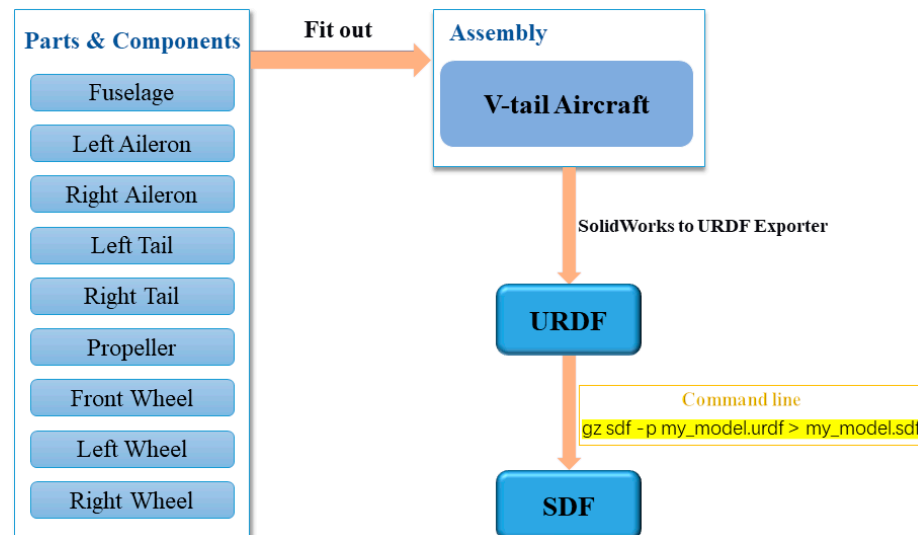 Parts & Components
Fuselage
Left Aileron
Right Aileron
Left Tail
Right Tail
Propeller
Front Wheel
Left Wheel
Right Wheel
Fit out
Assembly
V-tail Aircraft
SolidWorks to URDF Exporter
URDF
Command line
gz sdf -p my_model.urdf > my_model.sdf
SDF